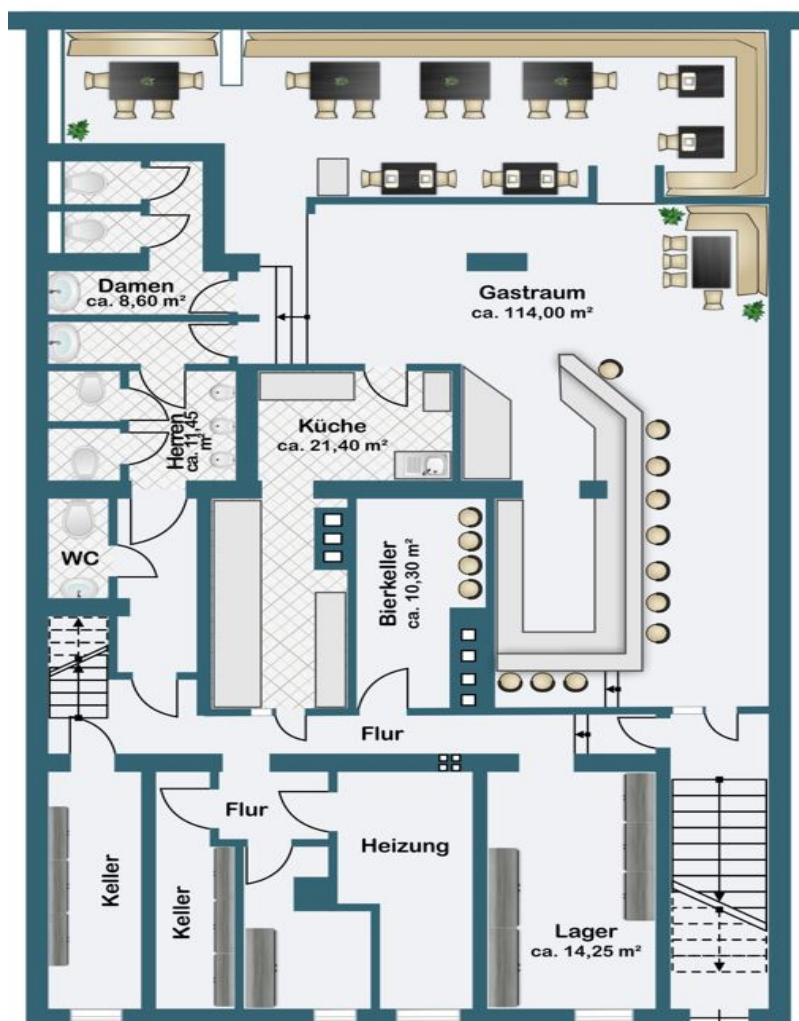 Damen
ca. 8,60 m²
Gastraum
ca. 114,00 m²
Herren
ca. 11,45
m²
Küche
ca. 21,40 m²
WC
Bierkeller
ca. 10,30 m²
Flur
Flur
Keller
Keller
Heizung
Lager
ca. 14,25 m²